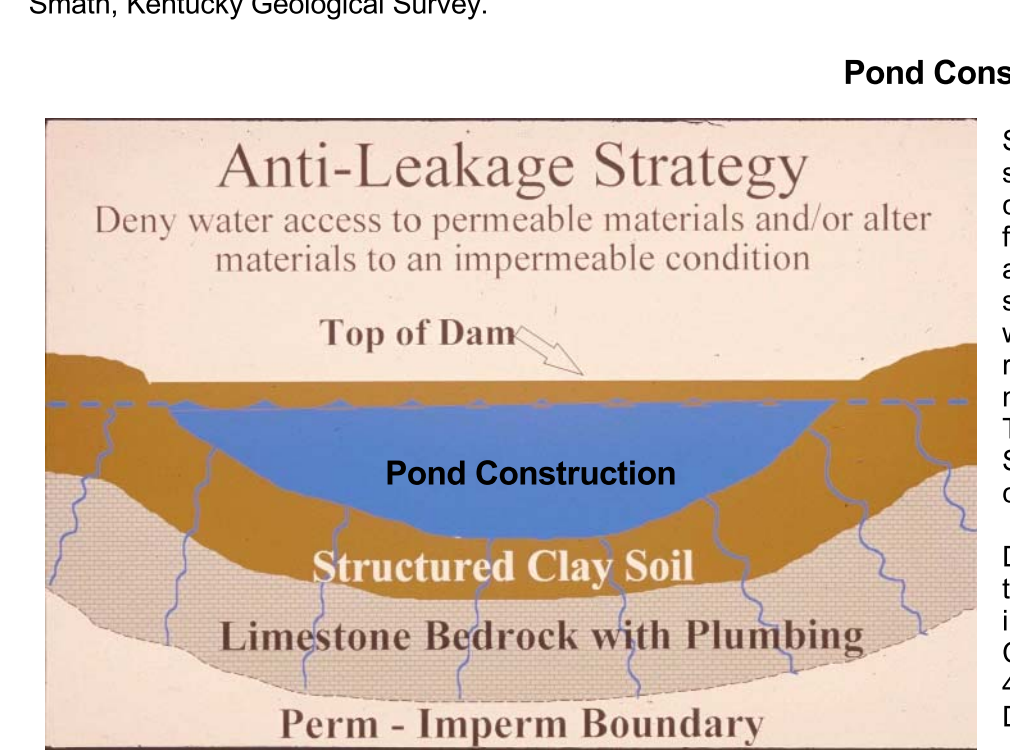 Smath, Kentucky Geological Survey.
Pond Cons
Anti-Leakage Strategy
Deny water access to permeable materials and/or alter
materials to an impermeable condition
Top of Dam
Pond Construction
Structured Clay Soil
Limestone Bedrock with Plumbing
Perm - Imperm Boundary